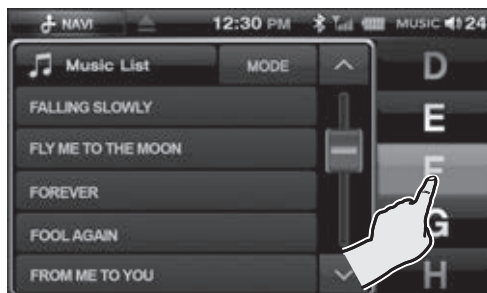 NAVI 12:30 PM MUSIC 24
Music List MODE
FALLING SLOWLY
FLY ME TO THE MOON
FOREVER
FOOL AGAIN
FROM ME TO YOU
D
E
F
G
H